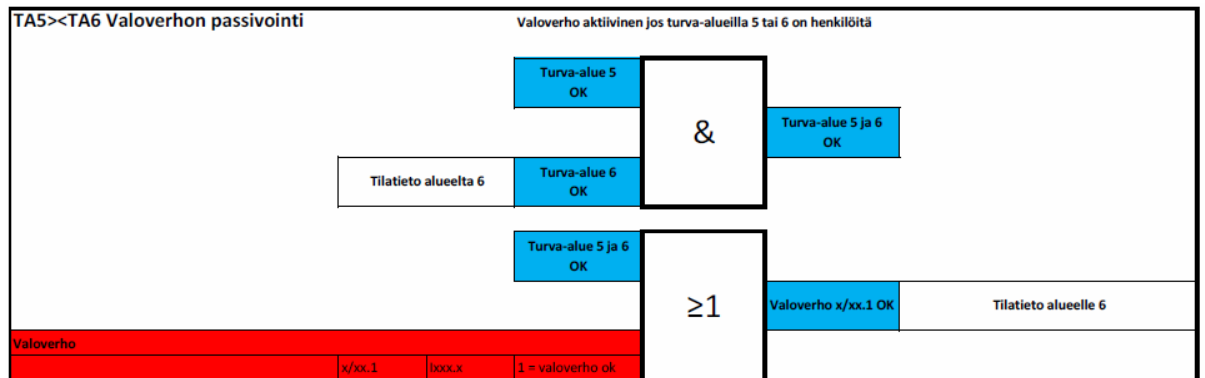 TA5><TA6 Valoverhon passivointi
Valoverho aktiivinen jos turva-alueilla 5 tai 6 on henkilöitä
Turva-alue 5
OK
&
Turva-alue 5 ja 6
OK
Tilatieto alueelta 6
Turva-alue 6
OK
Turva-alue 5 ja 6
OK
≥1
Valoverho x/xx.1 OK
Tilatieto alueelle 6
Valoverho
x/xx.1
Ixxx.x
1 = valoverho ok